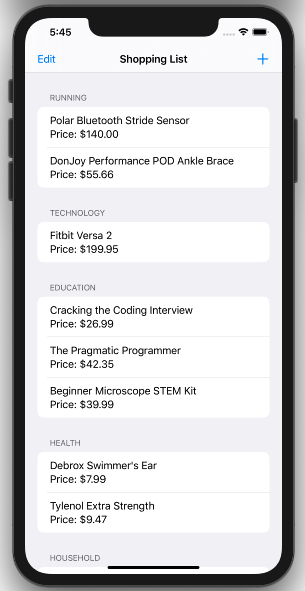 5:45
Edit
Shopping List
+
RUNNING
Polar Bluetooth Stride Sensor
Price: $140.00
DonJoy Performance POD Ankle Brace
Price: $55.66
TECHNOLOGY
Fitbit Versa 2
Price: $199.95
EDUCATION
Cracking the Coding Interview
Price: $26.99
The Pragmatic Programmer
Price: $42.35
Beginner Microscope STEM Kit
Price: $39.99
HEALTH
Debrox Swimmer's Ear
Price: $7.99
Tylenol Extra Strength
Price: $9.47
HOUSEHOLD